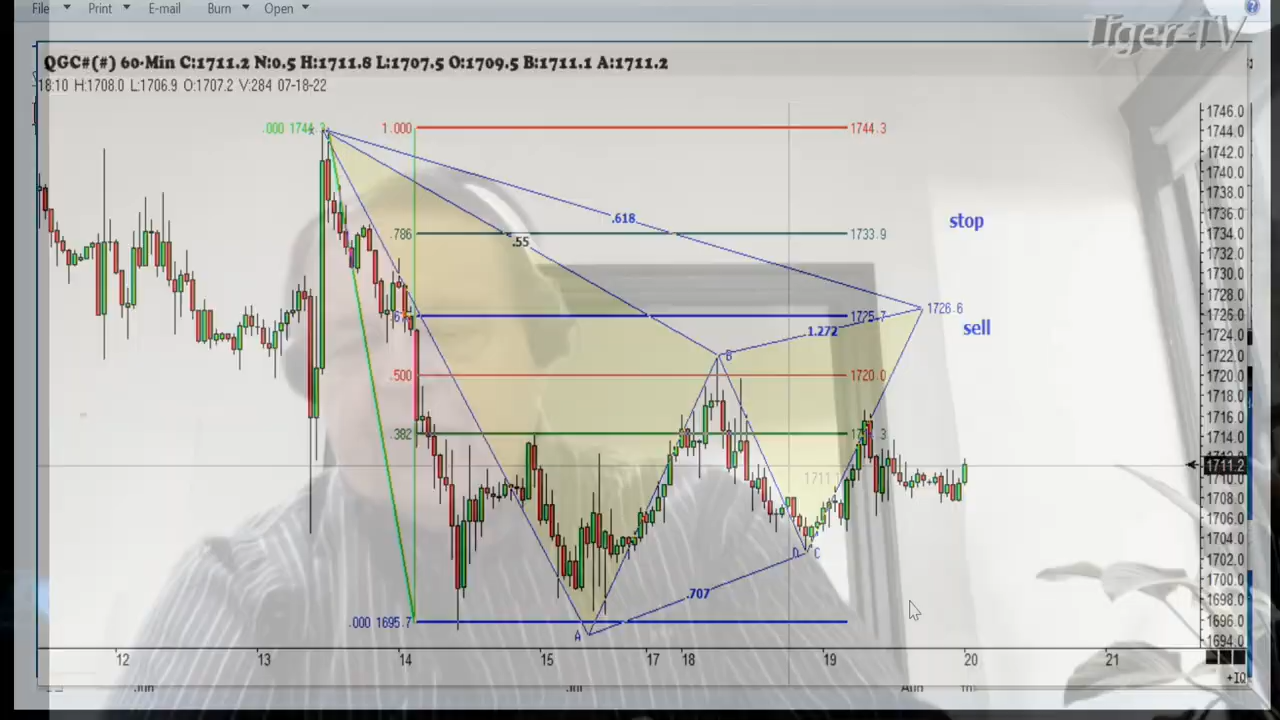 File Print E-mail Burn Open
Tiger-TV
QGC#(#) 60-Min C:1711.2 N:0.5 H:1711.8 L:1707.5 O:1709.5 B:1711.1 A:1711.2
18:10 H:1708.0 L:1706.9 O:1707.2 V:284 07-18-22
1746.0
.000 1744.3 X 1.000 1744.3 1744.0
1742.0
1740.0
1738.0
1736.0
.618 stop
.786 .55 1733.9 1734.0
1732.0
1730.0
1728.0
1726.6
1725.7 1726.0
1.272 sell 1724.0
B 1722.0
.500 1720.0 1720.0
1718.0
1716.0
.382 1714.0
1711.2
1708.0
1706.0
1704.0
D C 1702.0
1700.0
.707 1698.0
.000 1695.7 1696.0
A 1694.0
12 13 14 15 17 18 19 20 21
+IQ